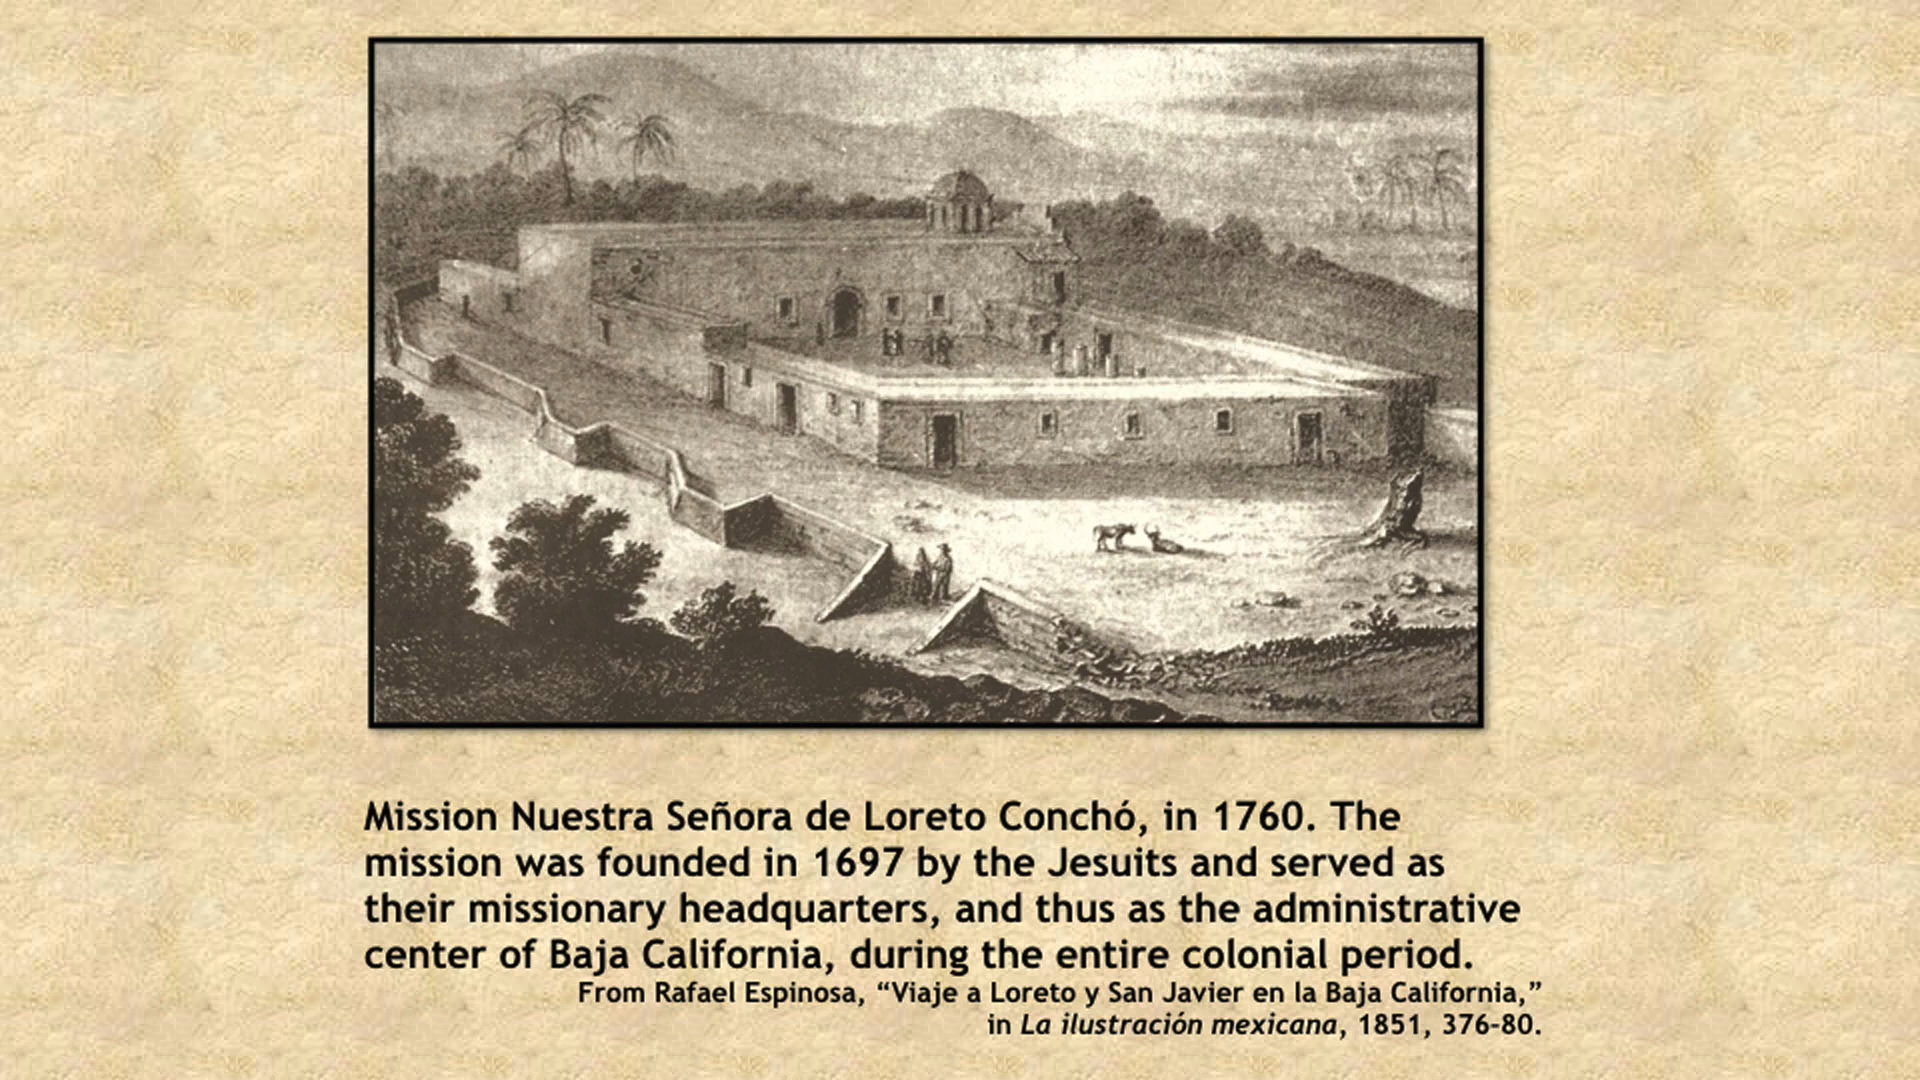 Mission Nuestra Señora de Loreto Conchó, in 1760. The
mission was founded in 1697 by the Jesuits and served as
their missionary headquarters, and thus as the administrative
center of Baja California, during the entire colonial period.
From Rafael Espinosa, “Viaje a Loreto y San Javier en la Baja California,”
in La ilustración mexicana, 1851, 376-80.